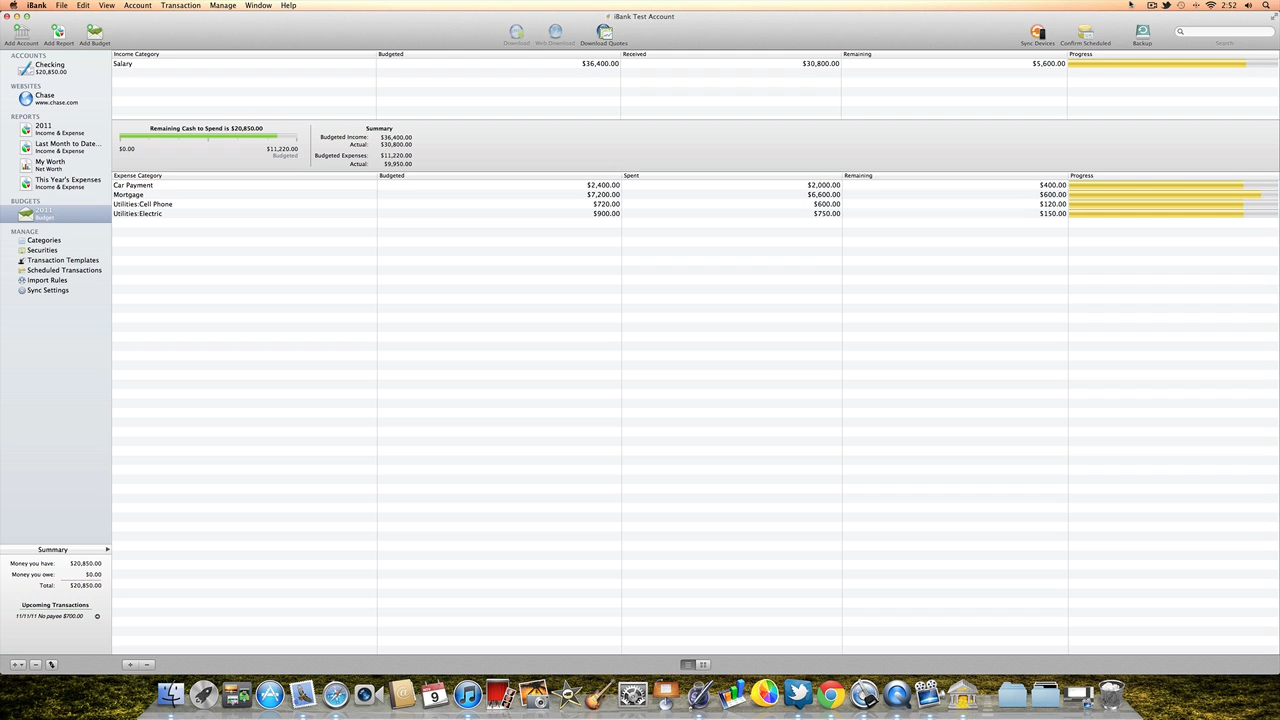 iBank File Edit View Account Transaction Manage Window Help 2:52
iBank Test Account
Add Account Add Report Add Budget Download Web Download Download Quotes Sync Devices Confirm Scheduled Backup Search
ACCOUNTS
Checking
$20,850.00
WEBSITES
Chase
www.chase.com
REPORTS
2011
Income & Expense
Last Month to Date...
Income & Expense
My Worth
Net Worth
This Year's Expenses
Income & Expense
BUDGETS
2011
Budget
MANAGE
Categories
Securities
Transaction Templates
Scheduled Transactions
Import Rules
Sync Settings
Summary
Money you have: $20,850.00
Money you owe: $0.00
Total: $20,850.00
Upcoming Transactions
11/11/11 No payee $700.00
Income Category Budgeted Received Remaining Progress
Salary $36,400.00 $30,800.00 $5,600.00
Remaining Cash to Spend is $20,850.00
$0.00 $11,220.00
Budgeted
Summary
Budgeted Income: $36,400.00
Actual: $30,800.00
Budgeted Expenses: $11,220.00
Actual: $9,950.00
Expense Category Budgeted Spent Remaining Progress
Car Payment $2,400.00 $2,000.00 $400.00
Mortgage $7,200.00 $6,600.00 $600.00
Utilities:Cell Phone $720.00 $600.00 $120.00
Utilities:Electric $900.00 $750.00 $150.00
9